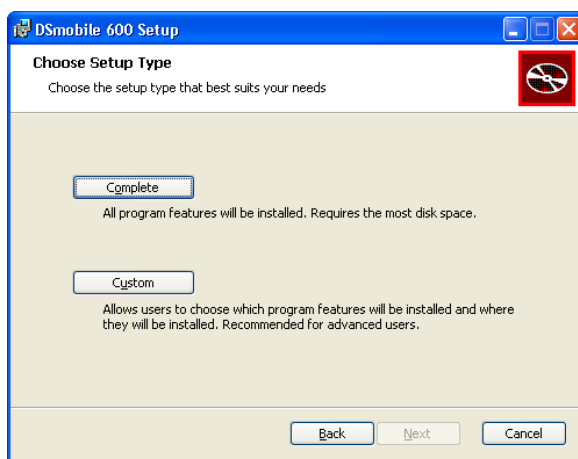 DSmobile 600 Setup
Choose Setup Type
Choose the setup type that best suits your needs
Complete
All program features will be installed. Requires the most disk space.
Custom
Allows users to choose which program features will be installed and where
they will be installed. Recommended for advanced users.
Back Next Cancel